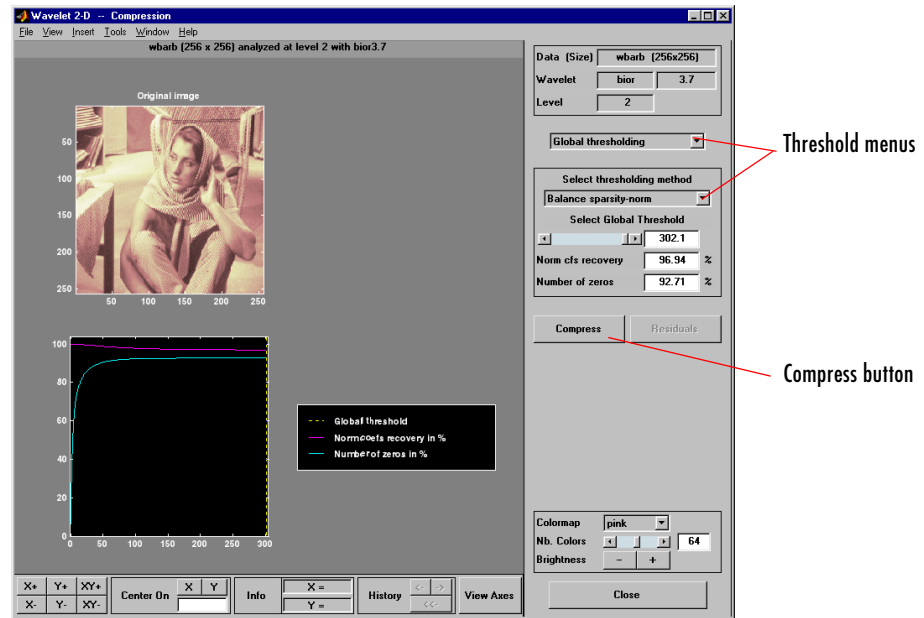 Wavelet 2-D -- Compression
File View Insert Tools Window Help
wbarb (256 x 256) analyzed at level 2 with bior3.7
Data (Size) wbarb (256x256)
Wavelet bior 3.7
Level 2
Original image
50
100
150
200
250
50 100 150 200 250
Global thresholding
Threshold menus
Select thresholding method
Balance sparsity-norm
Select Global Threshold
302.1
Norm cfs recovery 96.94 %
Number of zeros 92.71 %
Compress Residuals
Compress button
100
80
60
40
20
0
0 50 100 150 200 250 300
Global threshold
Norm coefs recovery in %
Number of zeros in %
Colormap pink
Nb. Colors 64
Brightness - +
X+ Y+ XY+
X- Y- XY-
Center On X Y
Info X =
Y =
History <- ->
<<-
View Axes
Close